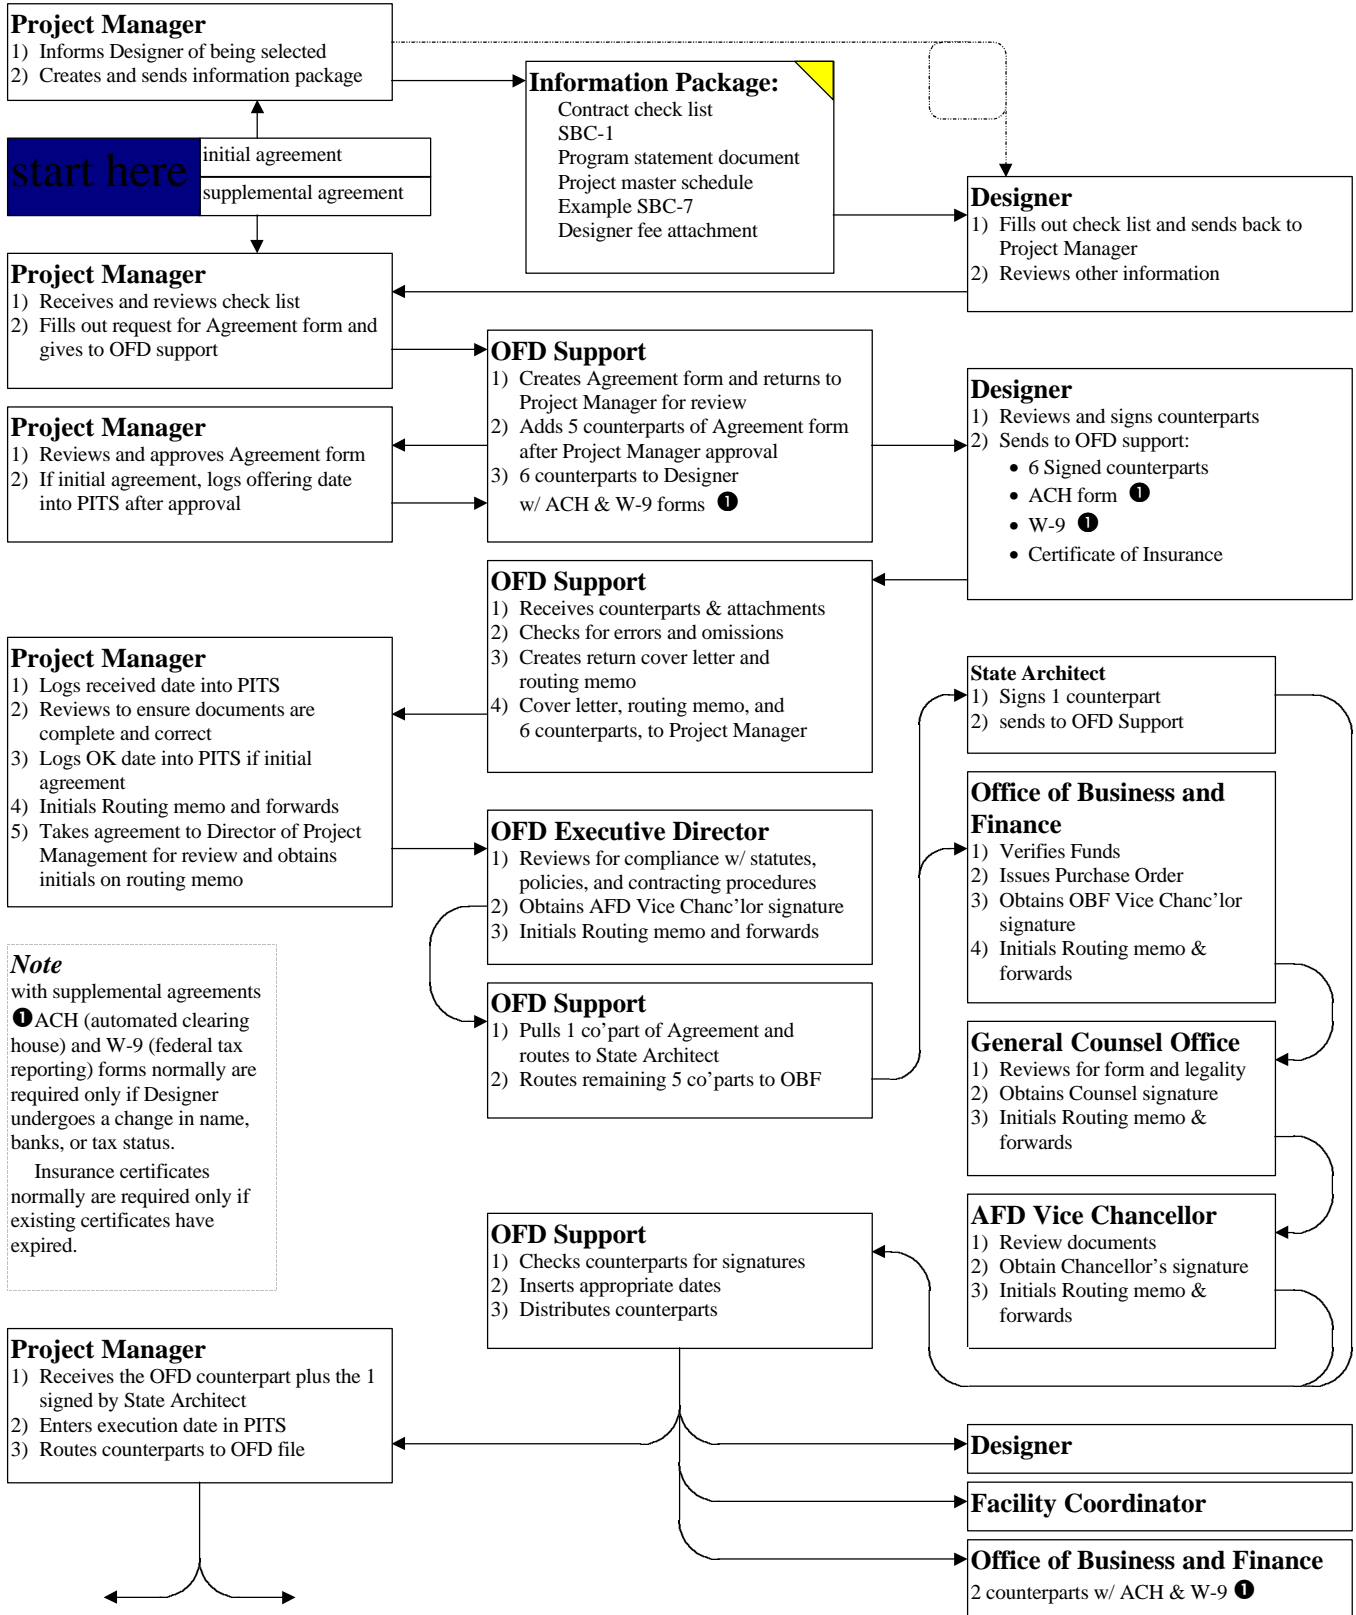 Project Manager
1) Informs Designer of being selected
2) Creates and sends information package
Information Package:
Contract check list
SBC-1
Program statement document
Project master schedule
Example SBC-7
Designer fee attachment
start here
initial agreement
supplemental agreement
Designer
1) Fills out check list and sends back to
Project Manager
2) Reviews other information
Project Manager
1) Receives and reviews check list
2) Fills out request for Agreement form and
gives to OFD support
OFD Support
1) Creates Agreement form and returns to
Project Manager for review
2) Adds 5 counterparts of Agreement form
after Project Manager approval
3) 6 counterparts to Designer
w/ ACH & W-9 forms ❶
Project Manager
1) Reviews and approves Agreement form
2) If initial agreement, logs offering date
into PITS after approval
Designer
1) Reviews and signs counterparts
2) Sends to OFD support:
• 6 Signed counterparts
• ACH form ❶
• W-9 ❶
• Certificate of Insurance
OFD Support
1) Receives counterparts & attachments
2) Checks for errors and omissions
3) Creates return cover letter and
routing memo
4) Cover letter, routing memo, and
6 counterparts, to Project Manager
Project Manager
1) Logs received date into PITS
2) Reviews to ensure documents are
complete and correct
3) Logs OK date into PITS if initial
agreement
4) Initials Routing memo and forwards
5) Takes agreement to Director of Project
Management for review and obtains
initials on routing memo
State Architect
1) Signs 1 counterpart
2) sends to OFD Support
OFD Executive Director
1) Reviews for compliance w/ statutes,
policies, and contracting procedures
2) Obtains AFD Vice Chanc'lor signature
3) Initials Routing memo and forwards
Office of Business and
Finance
1) Verifies Funds
2) Issues Purchase Order
3) Obtains OBF Vice Chanc'lor
signature
4) Initials Routing memo &
forwards
Note
with supplemental agreements
❶ACH (automated clearing
house) and W-9 (federal tax
reporting) forms normally are
required only if Designer
undergoes a change in name,
banks, or tax status.
Insurance certificates
normally are required only if
existing certificates have
expired.
OFD Support
1) Pulls 1 co'part of Agreement and
routes to State Architect
2) Routes remaining 5 co'parts to OBF
General Counsel Office
1) Reviews for form and legality
2) Obtains Counsel signature
3) Initials Routing memo &
forwards
AFD Vice Chancellor
1) Review documents
2) Obtain Chancellor's signature
3) Initials Routing memo &
forwards
OFD Support
1) Checks counterparts for signatures
2) Inserts appropriate dates
3) Distributes counterparts
Project Manager
1) Receives the OFD counterpart plus the 1
signed by State Architect
2) Enters execution date in PITS
3) Routes counterparts to OFD file
Designer
Facility Coordinator
Office of Business and Finance
2 counterparts w/ ACH & W-9 ❶